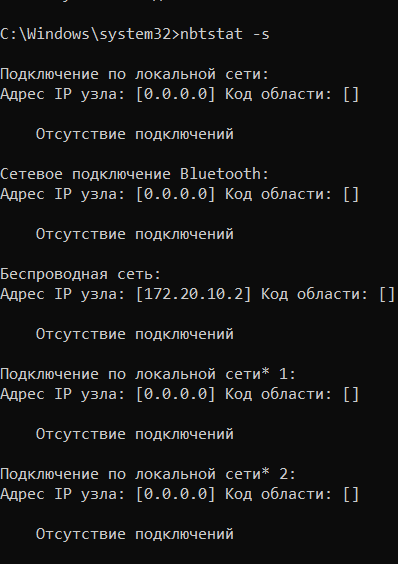 C:\Windows\system32>nbtstat -s
Подключение по локальной сети:
Адрес IP узла: [0.0.0.0] Код области: []
Отсутствие подключений
Сетевое подключение Bluetooth:
Адрес IP узла: [0.0.0.0] Код области: []
Отсутствие подключений
Беспроводная сеть:
Адрес IP узла: [172.20.10.2] Код области: []
Отсутствие подключений
Подключение по локальной сети* 1:
Адрес IP узла: [0.0.0.0] Код области: []
Отсутствие подключений
Подключение по локальной сети* 2:
Адрес IP узла: [0.0.0.0] Код области: []
Отсутствие подключений